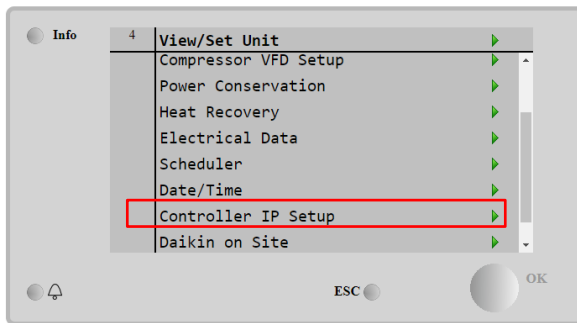 Info
4 View/Set Unit
Compressor VFD Setup
Power Conservation
Heat Recovery
Electrical Data
Scheduler
Date/Time
Controller IP Setup
Daikin on Site
ESC
OK